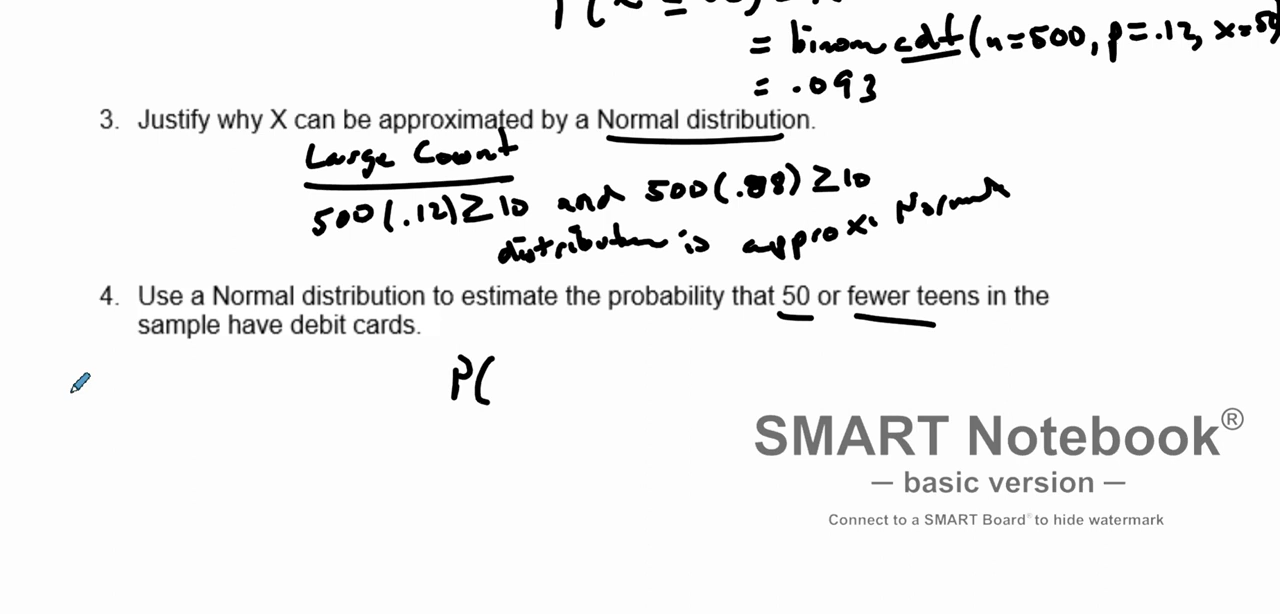 = binomcdf(n=500, p=.12, x=50)
= .093
3. Justify why X can be approximated by a Normal distribution.
Large Count
500(.12)≥10 and 500(.88)≥10
distribution is approx. Normal
4. Use a Normal distribution to estimate the probability that 50 or fewer teens in the
sample have debit cards.
P(
SMART Notebook®
— basic version —
Connect to a SMART Board® to hide watermark